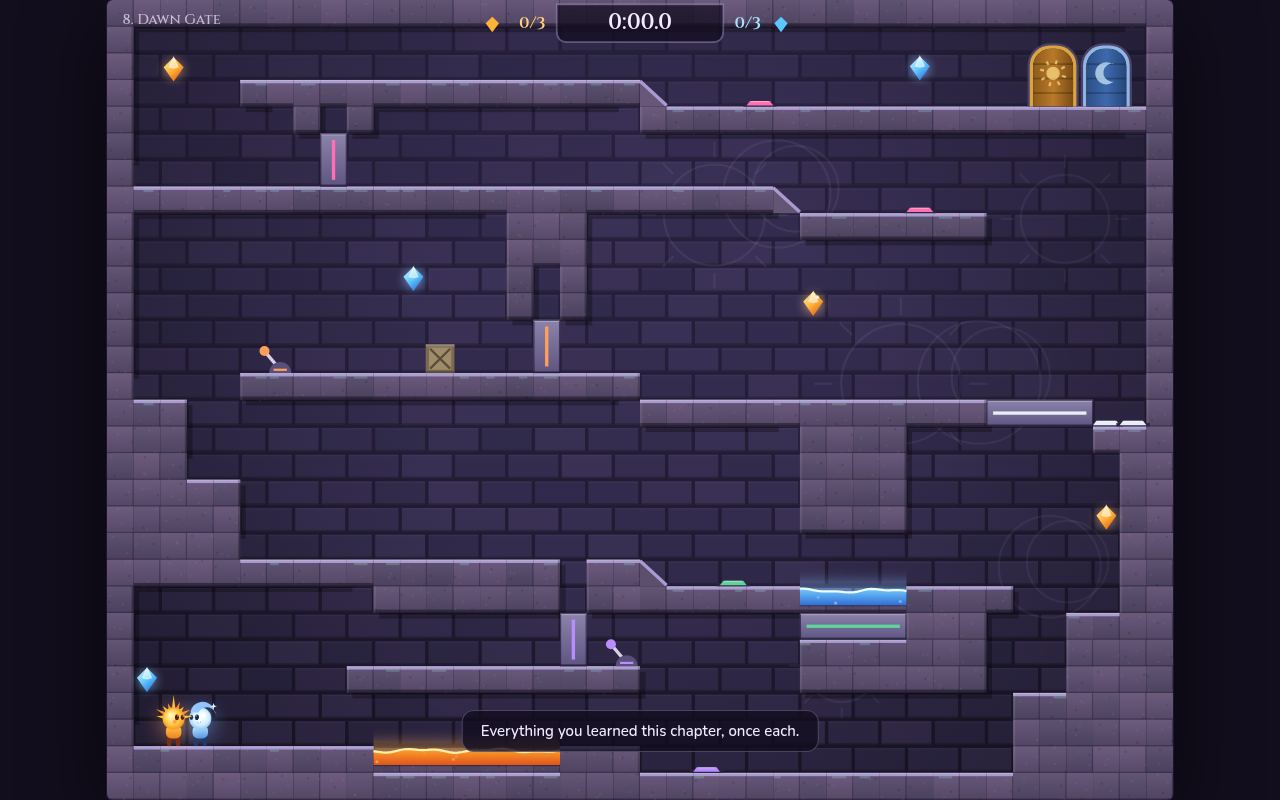 8. Dawn Gate
0/3
0:00.0
0/3
Everything you learned this chapter, once each.